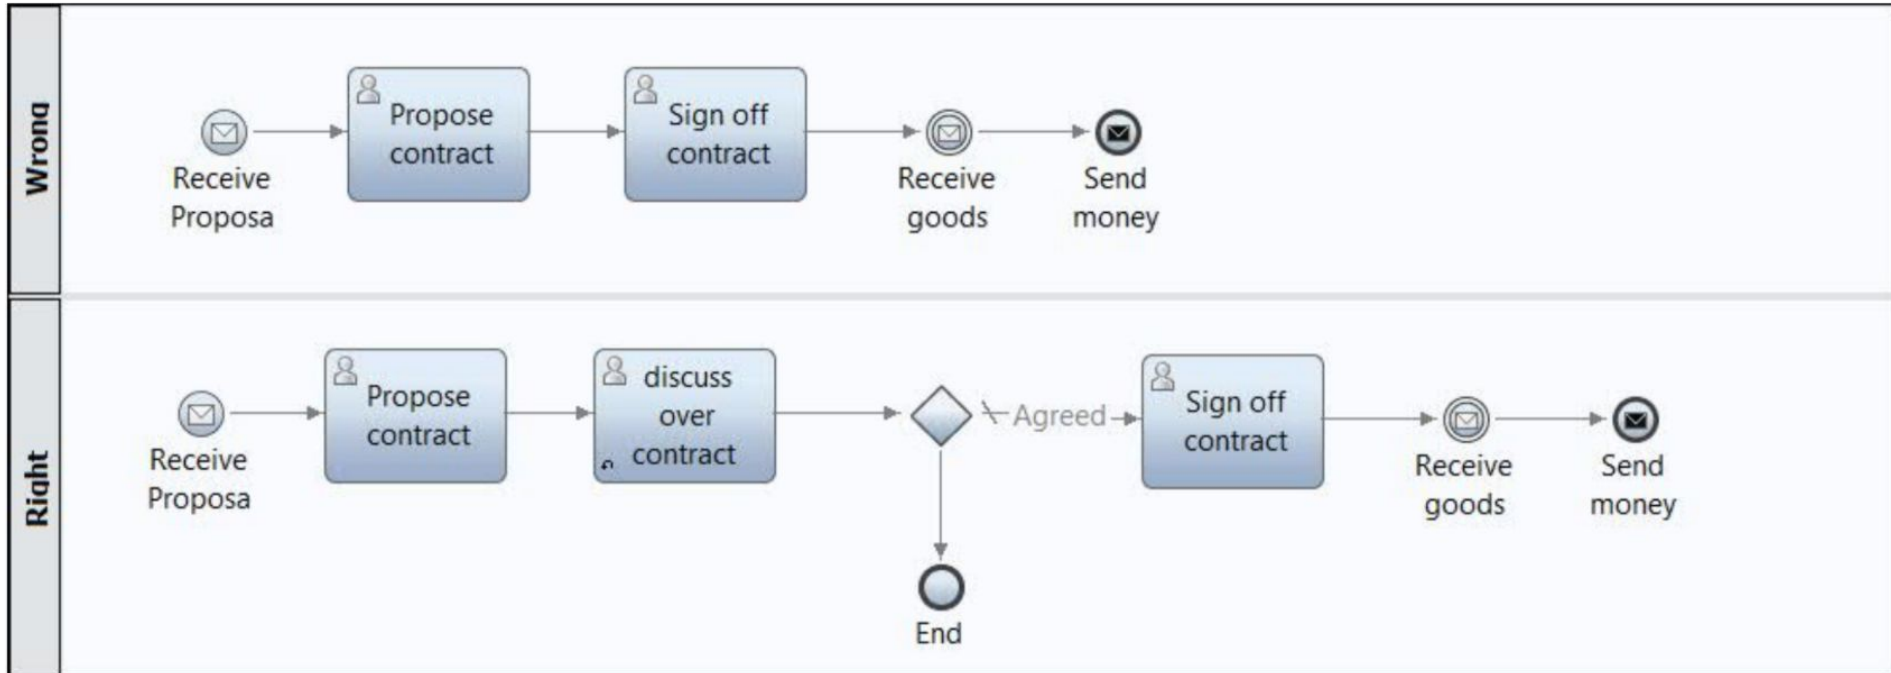 Wrong
Propose
contract
Sign off
contract
Receive
Proposa
Receive
goods
Send
money
Right
Propose
contract
discuss
over
contract
Agreed
Sign off
contract
Receive
Proposa
Receive
goods
Send
money
End